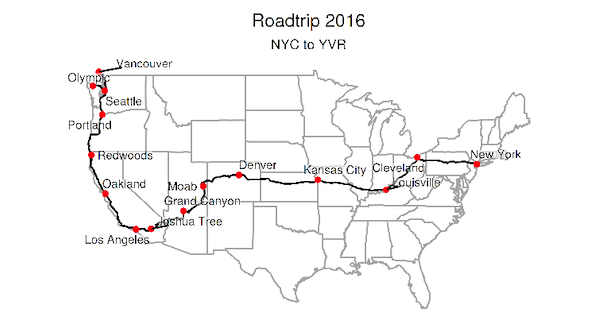 Roadtrip 2016
NYC to YVR
Vancouver
Olympic
Seattle
Portland
Redwoods
Oakland
Los Angeles
Joshua Tree
Grand Canyon
Moab
Denver
Kansas City
Louisville
Cleveland
New York